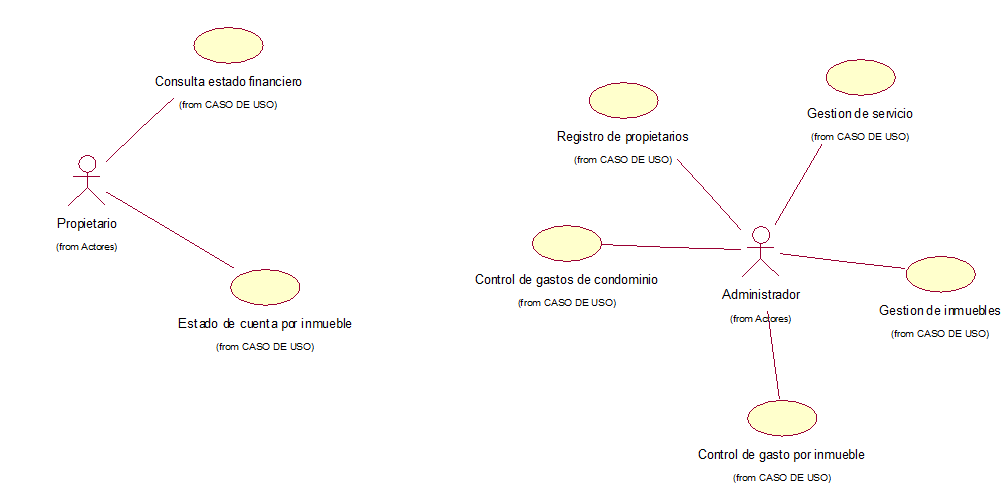 Consulta estado financiero
(from CASO DE USO)
Propietario
(from Actores)
Estado de cuenta por inmueble
(from CASO DE USO)
Gestion de servicio
(from CASO DE USO)
Registro de propietarios
(from CASO DE USO)
Control de gastos de condominio
(from CASO DE USO)
Administrador
(from Actores)
Gestion de inmuebles
(from CASO DE USO)
Control de gasto por inmueble
(from CASO DE USO)